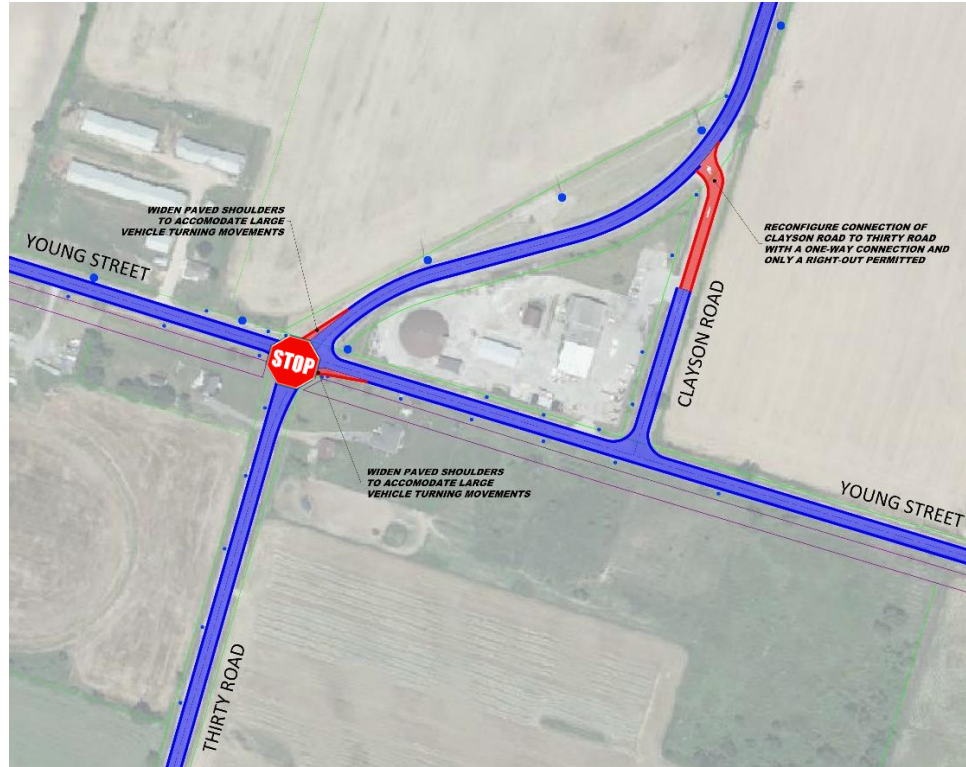 WIDEN PAVED SHOULDERS
TO ACCOMODATE LARGE
VEHICLE TURNING MOVEMENTS
YOUNG STREET
RECONFIGURE CONNECTION OF
CLAYSON ROAD TO THIRTY ROAD
WITH A ONE-WAY CONNECTION AND
ONLY A RIGHT-OUT PERMITTED
STOP
CLAYSON ROAD
WIDEN PAVED SHOULDERS
TO ACCOMODATE LARGE
VEHICLE TURNING MOVEMENTS
YOUNG STREET
THIRTY ROAD